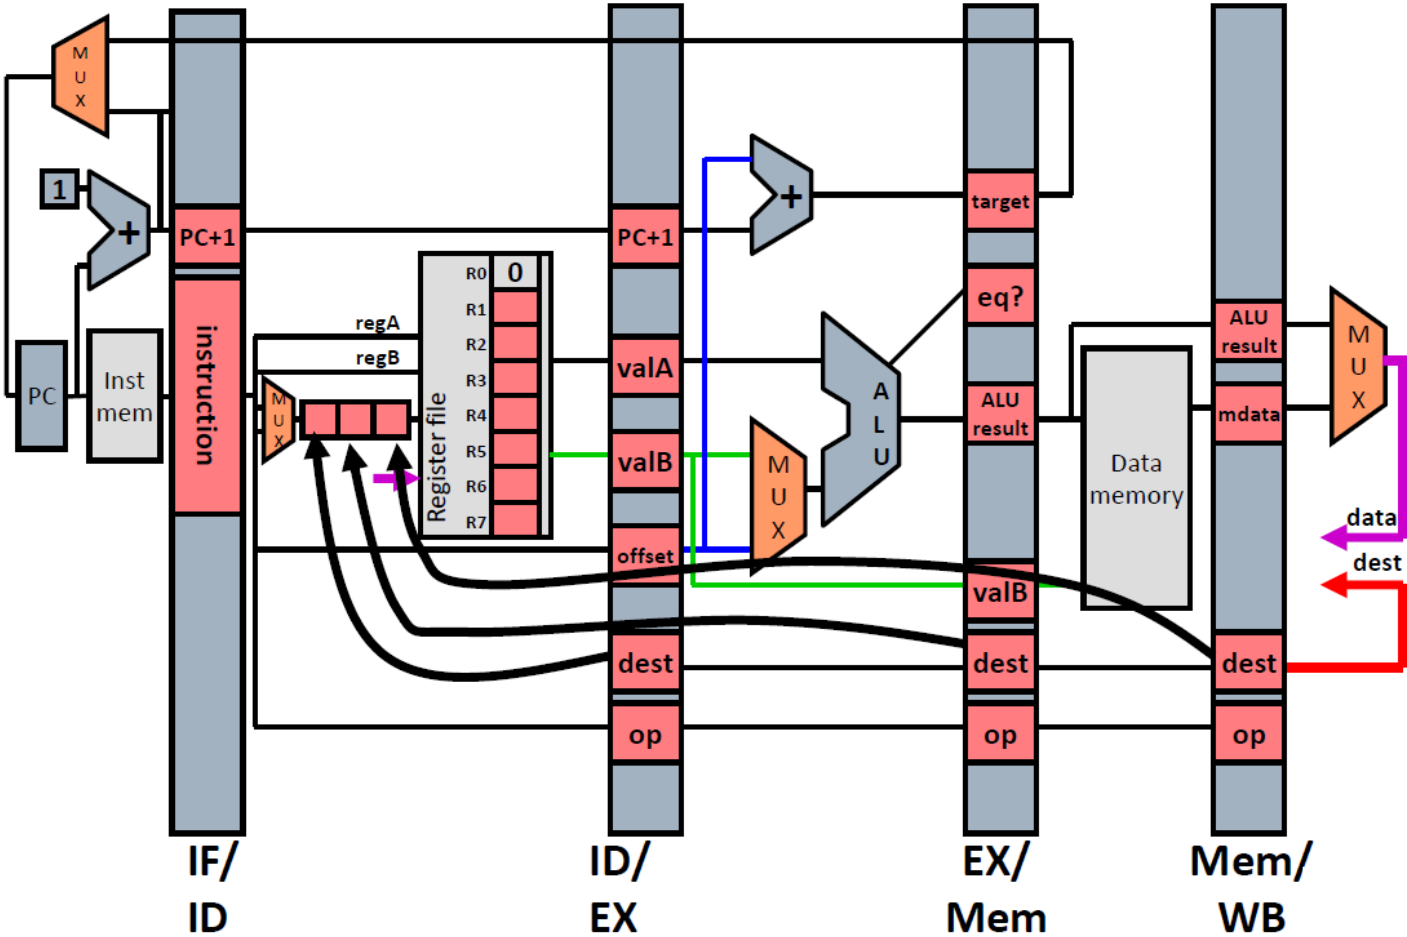 M
U
X
1
+
PC+1
PC
Inst
mem
instruction
regA
regB
M
U
X
Register file
R0
0
R1
R2
R3
R4
R5
R6
R7
PC+1
valA
valB
offset
dest
op
+
M
U
X
A
L
U
target
eq?
ALU
result
valB
dest
op
Data
memory
ALU
result
mdata
dest
op
M
U
X
data
dest
IF/
ID
ID/
EX
EX/
Mem
Mem/
WB